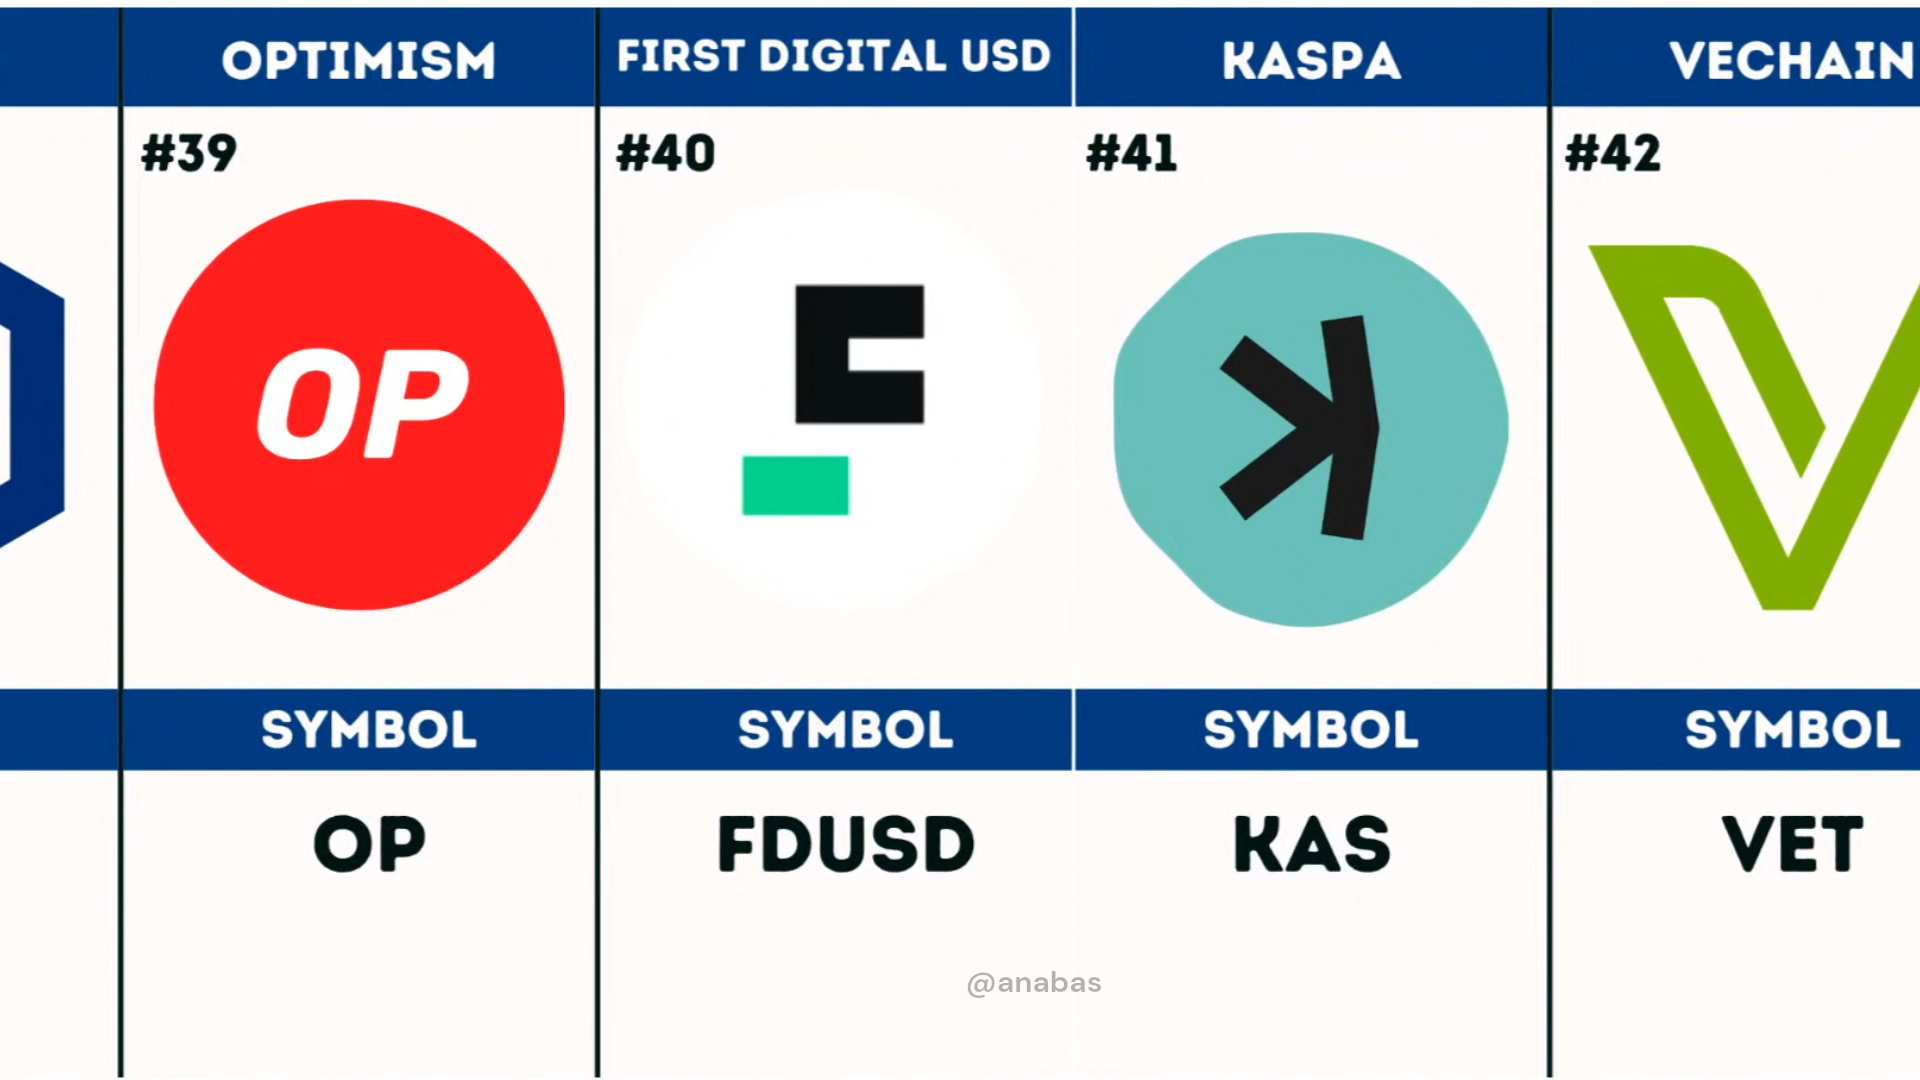 OPTIMISM
#39
OP
SYMBOL
OP
FIRST DIGITAL USD
#40
SYMBOL
FDUSD
KASPA
#41
SYMBOL
KAS
VECHAIN
#42
SYMBOL
VET
@anabas